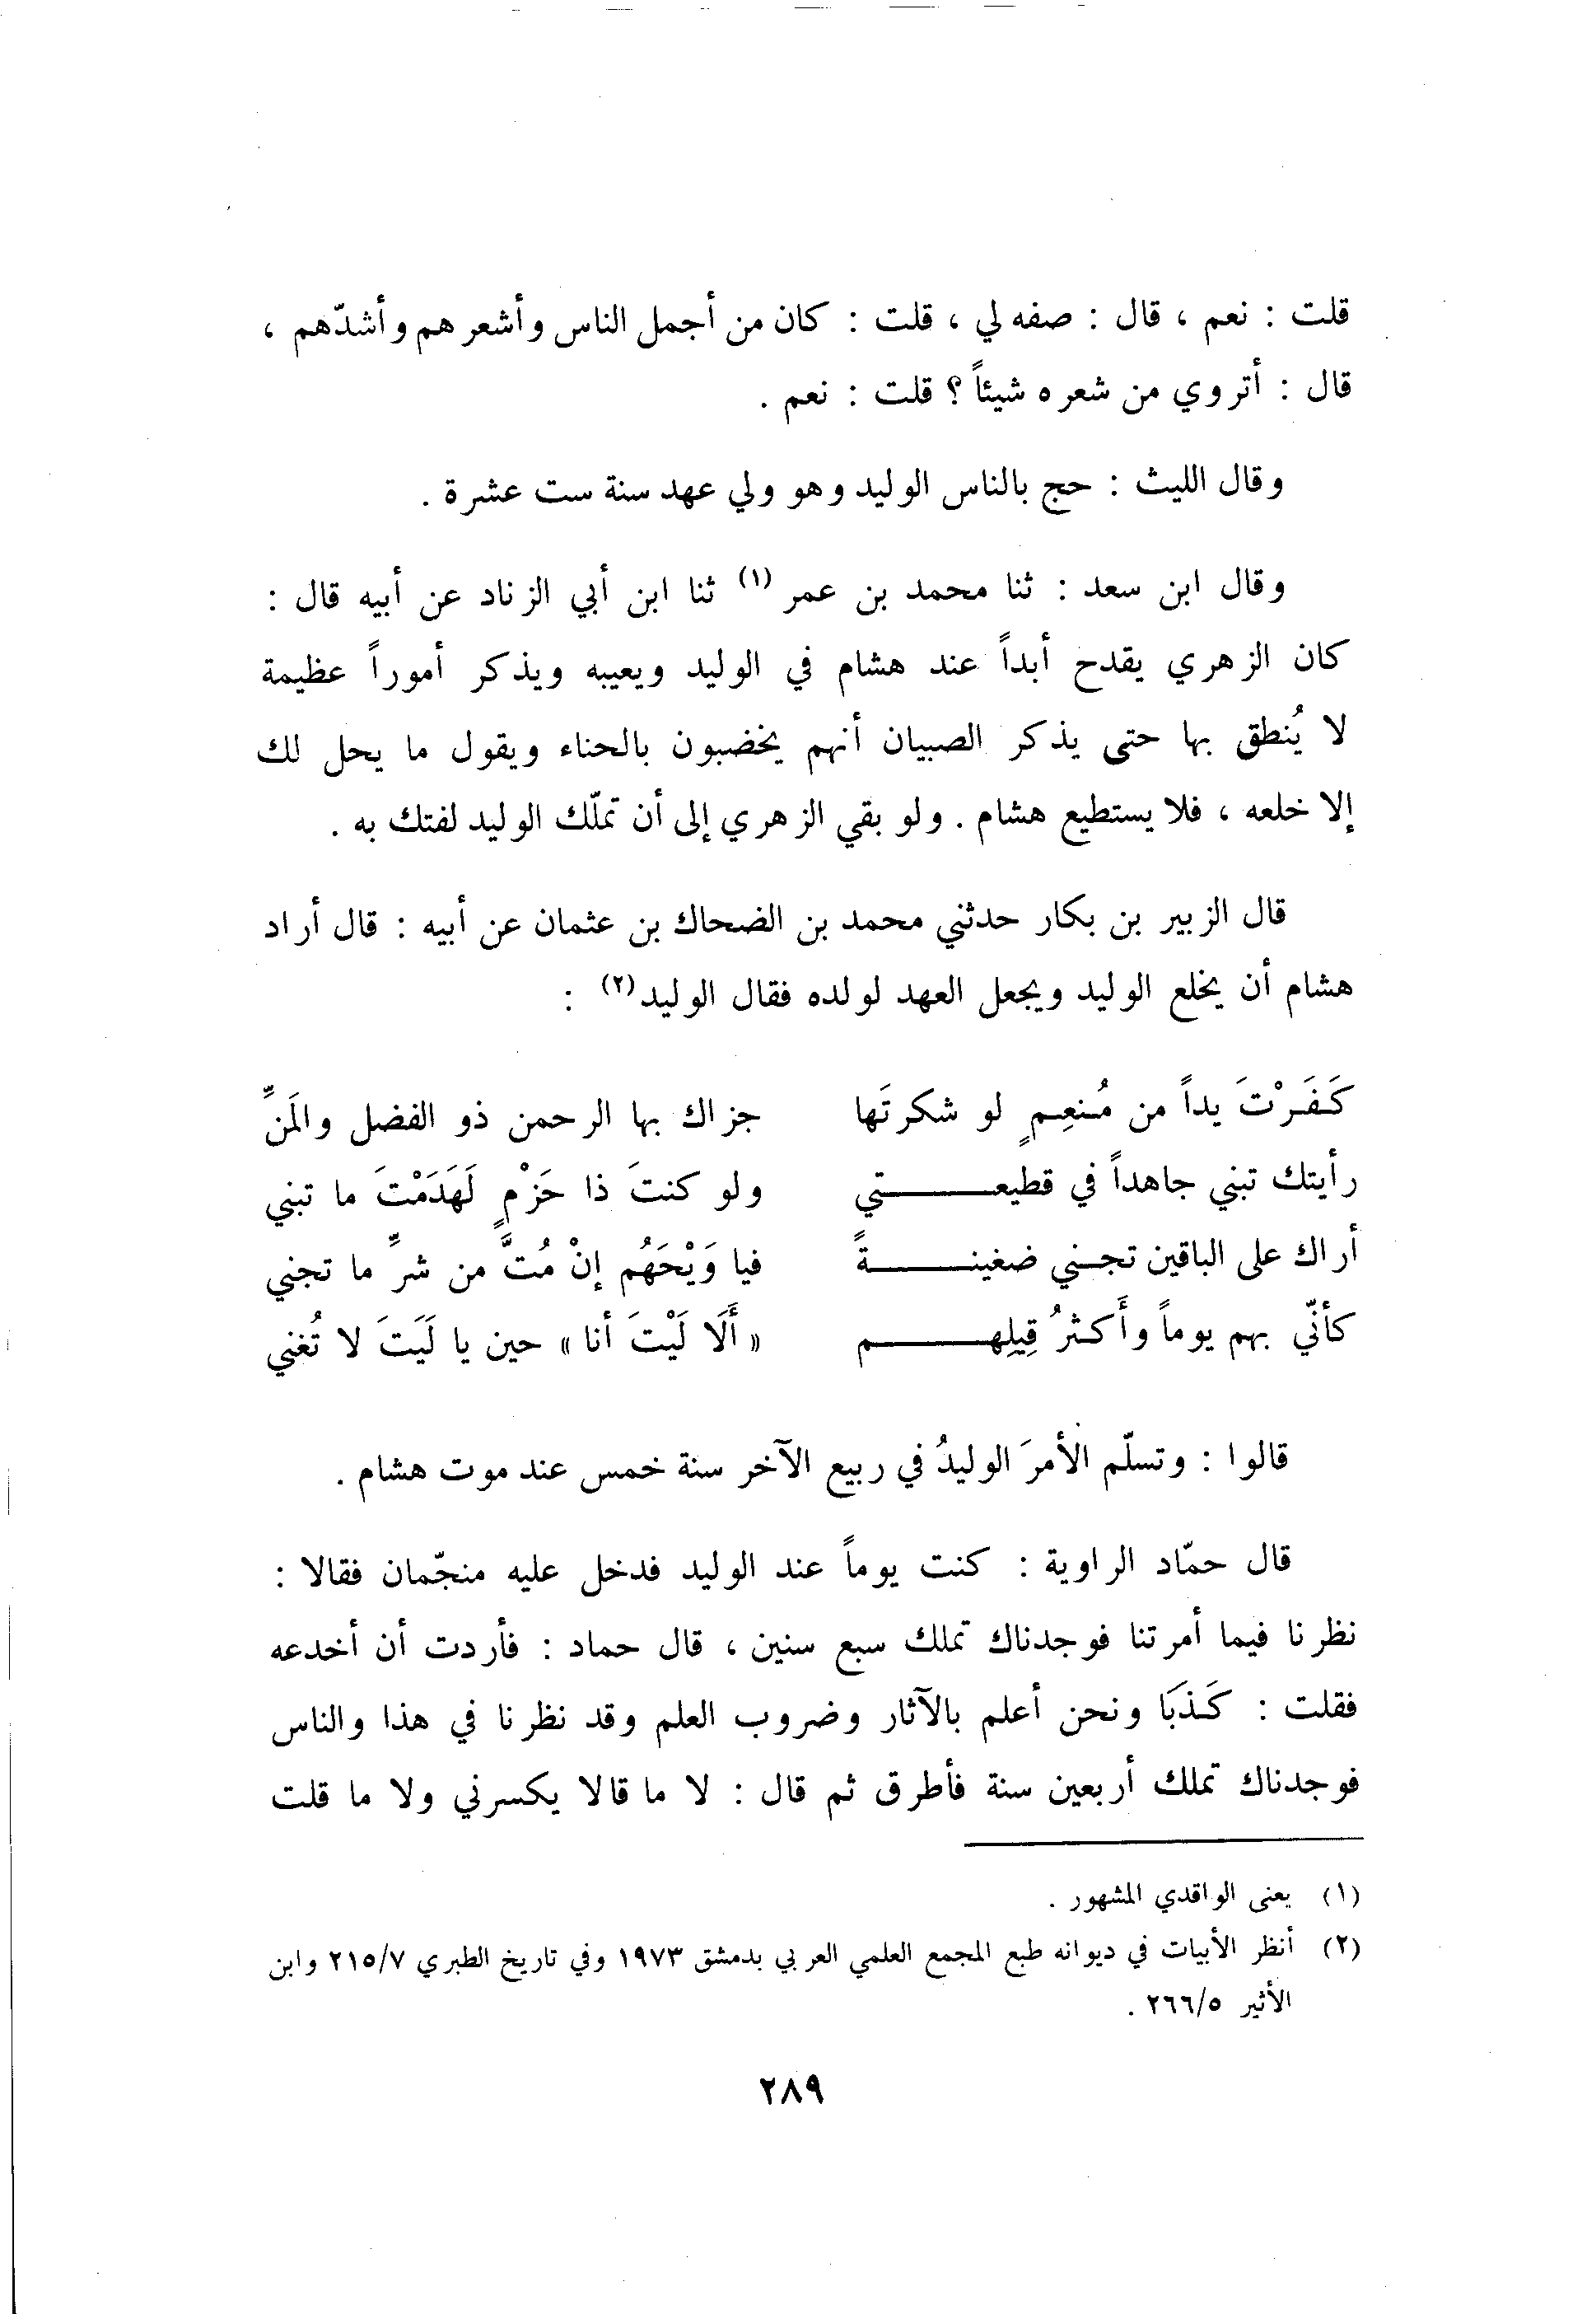 قلت : نعم ، قال : صفه لي ، قلت : كان من أجمل الناس وأشعرهم وأشدّهم ،
قال : أتروي من شعره شيئاً ؟ قلت : نعم .
وقال الليث : حج بالناس الوليد وهو ولي عهد سنة ست عشرة .
وقال ابن سعد : ثنا محمد بن عمر (١) ثنا ابن أبي الزناد عن أبيه قال :
كان الزهري يقدح أبداً عند هشام في الوليد ويعيبه ويذكر أموراً عظيمة
لا يُنطق بها حتى يذكر الصبيان أنهم يخضبون بالحناء ويقول ما يحل لك
إلا خلعه ، فلا يستطيع هشام . ولو بقي الزهري إلى أن تملّك الوليد لفتك به .
قال الزبير بن بكار حدثني محمد بن الضحاك بن عثمان عن أبيه : قال أراد
هشام أن يخلع الوليد ويجعل العهد لولده فقال الوليد (٢) :
كَفَرْتَ يداً من مُنعِمٍ لو شكرتَها جزاك بها الرحمن ذو الفضل والمَنِّ
رأيتك تبني جاهداً في قطيعتي ولو كنتَ ذا حَزْمٍ لَهَدَمْتَ ما تبني
أراك على الباقين تجني ضغينةً فيا وَيْحَهُم إنْ مُتَّ من شرِّ ما تجني
كأنّي بهم يوماً وأَكثرُ قِيلِهم « أَلَا لَيْتَ أنا » حين يا لَيَتَ لا تُغني
قالوا : وتسلّم الأمرَ الوليدُ في ربيع الآخر سنة خمس عند موت هشام .
قال حمّاد الراوية : كنت يوماً عند الوليد فدخل عليه منجّمان فقالا :
نظرنا فيما أمرتنا فوجدناك تملك سبع سنين ، قال حماد : فأردت أن أخدعه
فقلت : كَذبَا ونحن أعلم بالآثار وضروب العلم وقد نظرنا في هذا والناس
فوجدناك تملك أربعين سنة فأطرق ثم قال : لا ما قالا يكسرني ولا ما قلت
(١) يعنى الواقدي المشهور .
(٢) أنظر الأبيات في ديوانه طبع المجمع العلمي العربي بدمشق ١٩٧٣ وفي تاريخ الطبري ٢١٥/٧ وابن
الأثير ٢٦٦/٥ .
٢٨٩